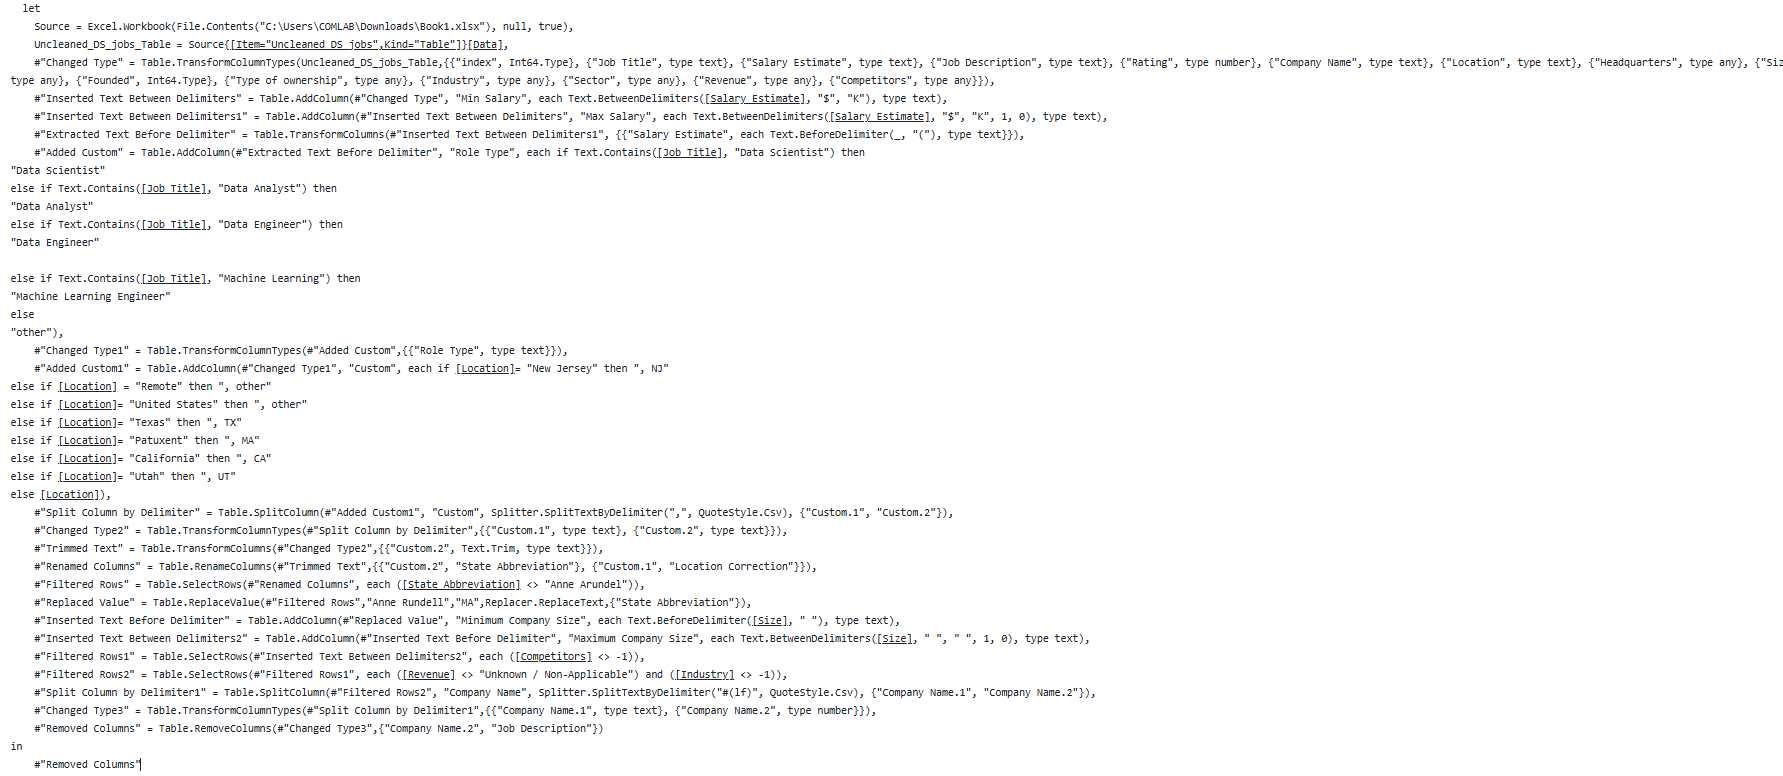 let
Source = Excel.Workbook(File.Contents("C:\Users\COMLAB\Downloads\Book1.xlsx"), null, true),
Uncleaned_DS_jobs_Table = Source{[Item="Uncleaned_DS_jobs",Kind="Table"]}[Data],
#"Changed Type" = Table.TransformColumnTypes(Uncleaned_DS_jobs_Table,{{"index", Int64.Type}, {"Job Title", type text}, {"Salary Estimate", type text}, {"Job Description", type text}, {"Rating", type number}, {"Company Name", type text}, {"Location", type text}, {"Headquarters", type any}, {"Siz
type any}, {"Founded", Int64.Type}, {"Type of ownership", type any}, {"Industry", type any}, {"Sector", type any}, {"Revenue", type any}, {"Competitors", type any}}),
#"Inserted Text Between Delimiters" = Table.AddColumn(#"Changed Type", "Min Salary", each Text.BetweenDelimiters([Salary Estimate], "$", "K"), type text),
#"Inserted Text Between Delimiters1" = Table.AddColumn(#"Inserted Text Between Delimiters", "Max Salary", each Text.BetweenDelimiters([Salary Estimate], "$", "K", 1, 0), type text),
#"Extracted Text Before Delimiter" = Table.TransformColumns(#"Inserted Text Between Delimiters1", {{"Salary Estimate", each Text.BeforeDelimiter(_, "("), type text}}),
#"Added Custom" = Table.AddColumn(#"Extracted Text Before Delimiter", "Role Type", each if Text.Contains([Job Title], "Data Scientist") then
"Data Scientist"
else if Text.Contains([Job Title], "Data Analyst") then
"Data Analyst"
else if Text.Contains([Job Title], "Data Engineer") then
"Data Engineer"
else if Text.Contains([Job Title], "Machine Learning") then
"Machine Learning Engineer"
else
"other"),
#"Changed Type1" = Table.TransformColumnTypes(#"Added Custom",{{"Role Type", type text}}),
#"Added Custom1" = Table.AddColumn(#"Changed Type1", "Custom", each if [Location]= "New Jersey" then ", NJ"
else if [Location] = "Remote" then ", other"
else if [Location]= "United States" then ", other"
else if [Location]= "Texas" then ", TX"
else if [Location]= "Patuxent" then ", MA"
else if [Location]= "California" then ", CA"
else if [Location]= "Utah" then ", UT"
else [Location]),
#"Split Column by Delimiter" = Table.SplitColumn(#"Added Custom1", "Custom", Splitter.SplitTextByDelimiter(",", QuoteStyle.Csv), {"Custom.1", "Custom.2"}),
#"Changed Type2" = Table.TransformColumnTypes(#"Split Column by Delimiter",{{"Custom.1", type text}, {"Custom.2", type text}}),
#"Trimmed Text" = Table.TransformColumns(#"Changed Type2",{{"Custom.2", Text.Trim, type text}}),
#"Renamed Columns" = Table.RenameColumns(#"Trimmed Text",{{"Custom.2", "State Abbreviation"}, {"Custom.1", "Location Correction"}}),
#"Filtered Rows" = Table.SelectRows(#"Renamed Columns", each ([State Abbreviation] <> "Anne Arundel")),
#"Replaced Value" = Table.ReplaceValue(#"Filtered Rows","Anne Rundell","MA",Replacer.ReplaceText,{"State Abbreviation"}),
#"Inserted Text Before Delimiter" = Table.AddColumn(#"Replaced Value", "Minimum Company Size", each Text.BeforeDelimiter([Size], " "), type text),
#"Inserted Text Between Delimiters2" = Table.AddColumn(#"Inserted Text Before Delimiter", "Maximum Company Size", each Text.BetweenDelimiters([Size], " ", " ", 1, 0), type text),
#"Filtered Rows1" = Table.SelectRows(#"Inserted Text Between Delimiters2", each ([Competitors] <> -1)),
#"Filtered Rows2" = Table.SelectRows(#"Filtered Rows1", each ([Revenue] <> "Unknown / Non-Applicable") and ([Industry] <> -1)),
#"Split Column by Delimiter1" = Table.SplitColumn(#"Filtered Rows2", "Company Name", Splitter.SplitTextByDelimiter("#(lf)", QuoteStyle.Csv), {"Company Name.1", "Company Name.2"}),
#"Changed Type3" = Table.TransformColumnTypes(#"Split Column by Delimiter1",{{"Company Name.1", type text}, {"Company Name.2", type number}}),
#"Removed Columns" = Table.RemoveColumns(#"Changed Type3",{"Company Name.2", "Job Description"})
in
#"Removed Columns"